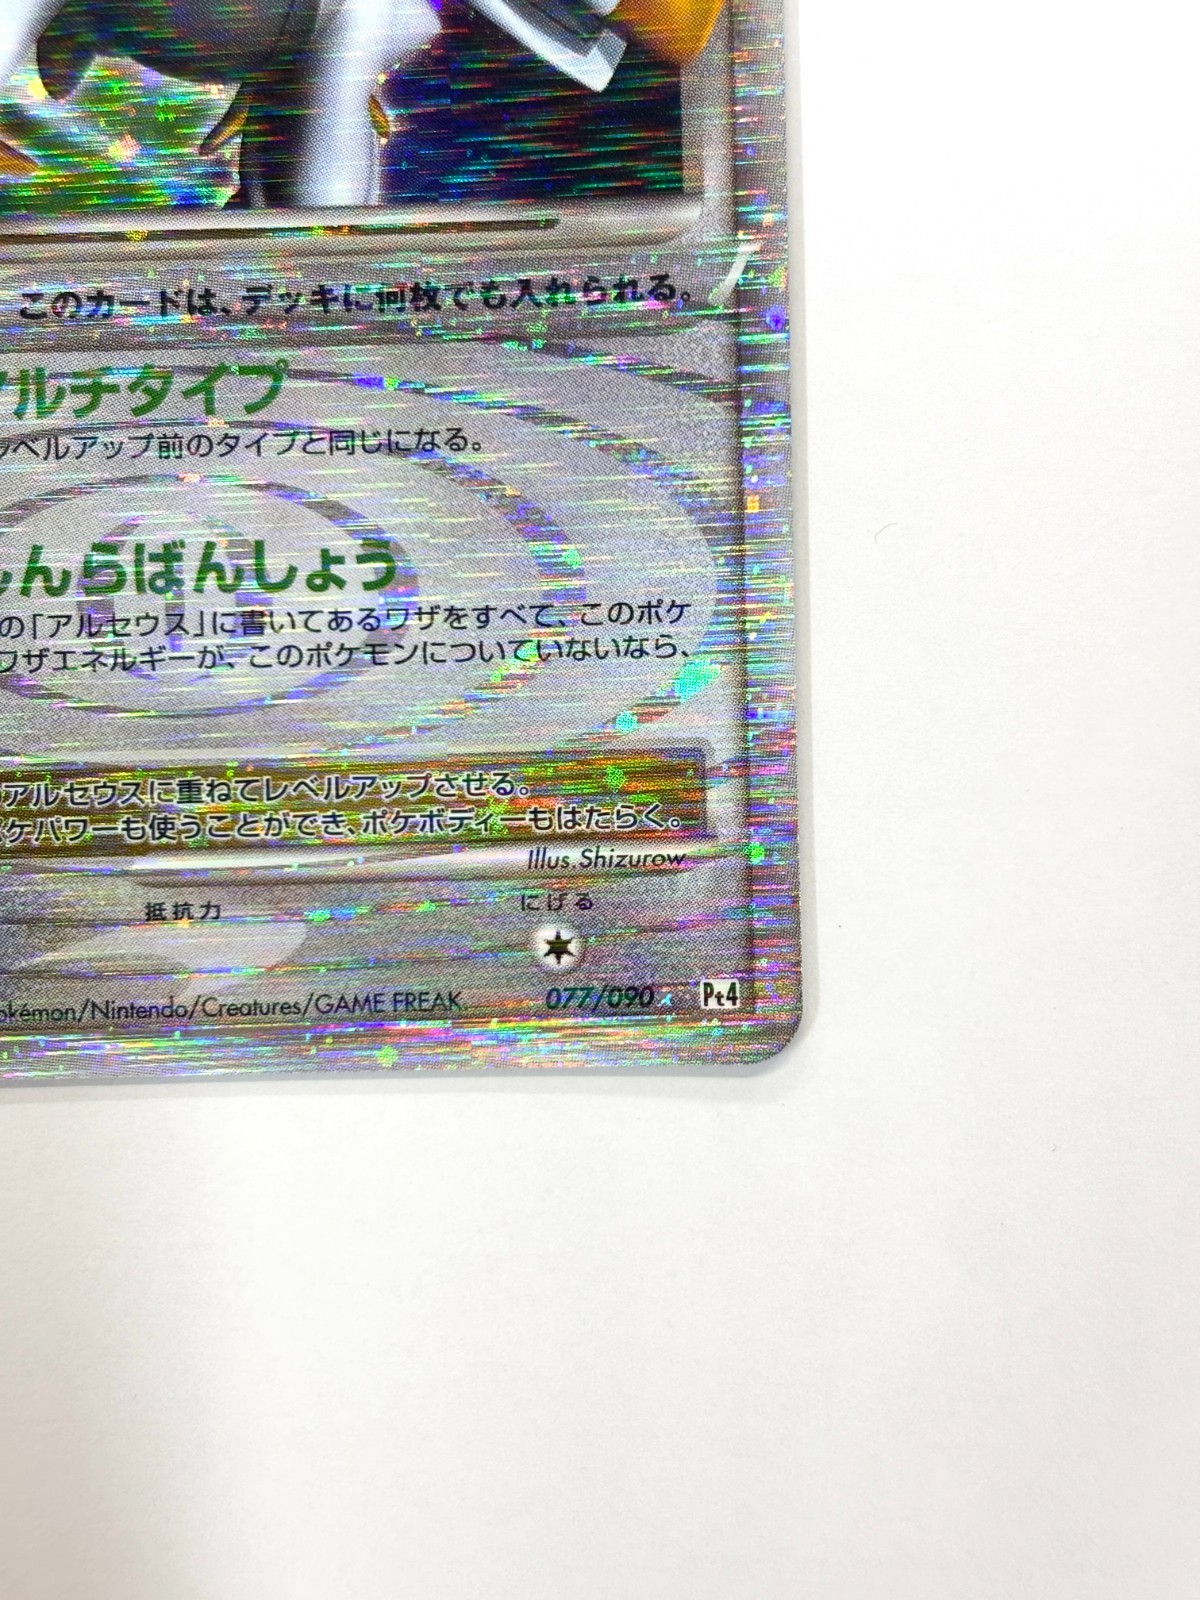 このカードは、デッキに何枚でも入れられる。
ルチタイプ
ベルアップ前のタイプと同じになる。
んらばんしょう
の「アルセウス」に書いてあるワザをすべて、このポケ
ワザエネルギーが、このポケモンについていないなら、
アルセウスに重ねてレベルアップさせる。
ケパワーも使うことができ、ポケボディーもはたらく。
Illus. Shizurow
抵抗力 にげる
okémon/Nintendo/Creatures/GAME FREAK. 077/090 Pt4